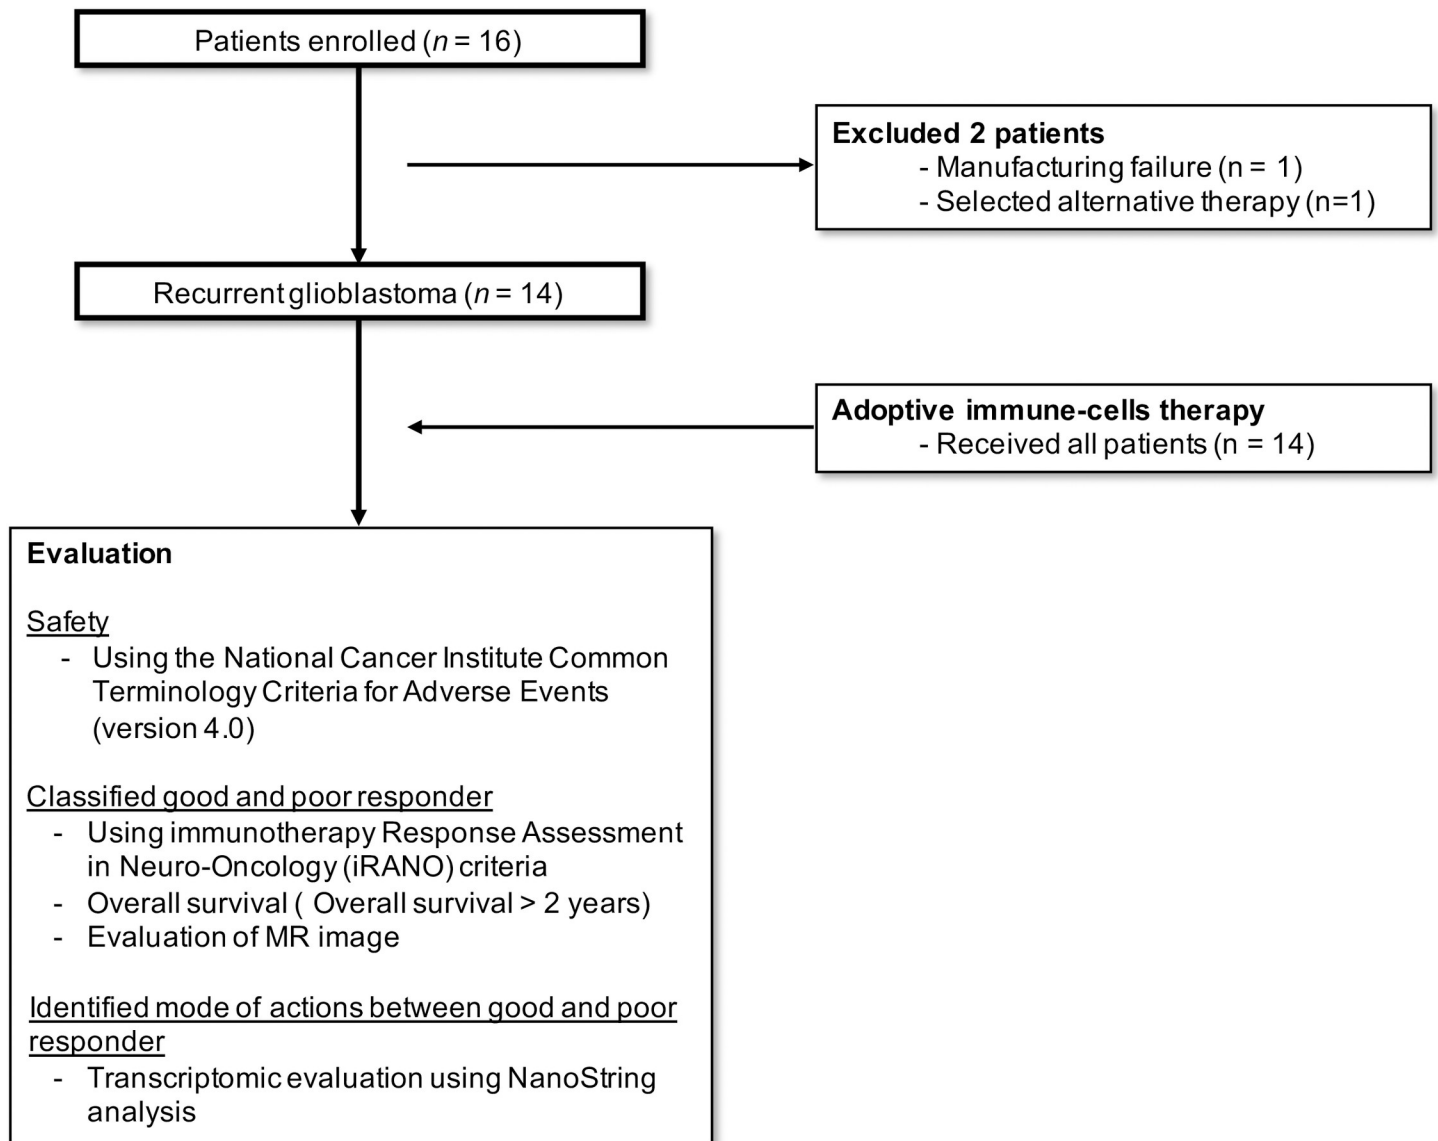 Patients enrolled (n = 16)
Excluded 2 patients
- Manufacturing failure (n = 1)
- Selected alternative therapy (n=1)
Recurrent glioblastoma (n = 14)
Adoptive immune-cells therapy
- Received all patients (n = 14)
Evaluation
Safety
- Using the National Cancer Institute Common
Terminology Criteria for Adverse Events
(version 4.0)
Classified good and poor responder
- Using immunotherapy Response Assessment
in Neuro-Oncology (iRANO) criteria
- Overall survival ( Overall survival > 2 years)
- Evaluation of MR image
Identified mode of actions between good and poor
responder
- Transcriptomic evaluation using NanoString
analysis